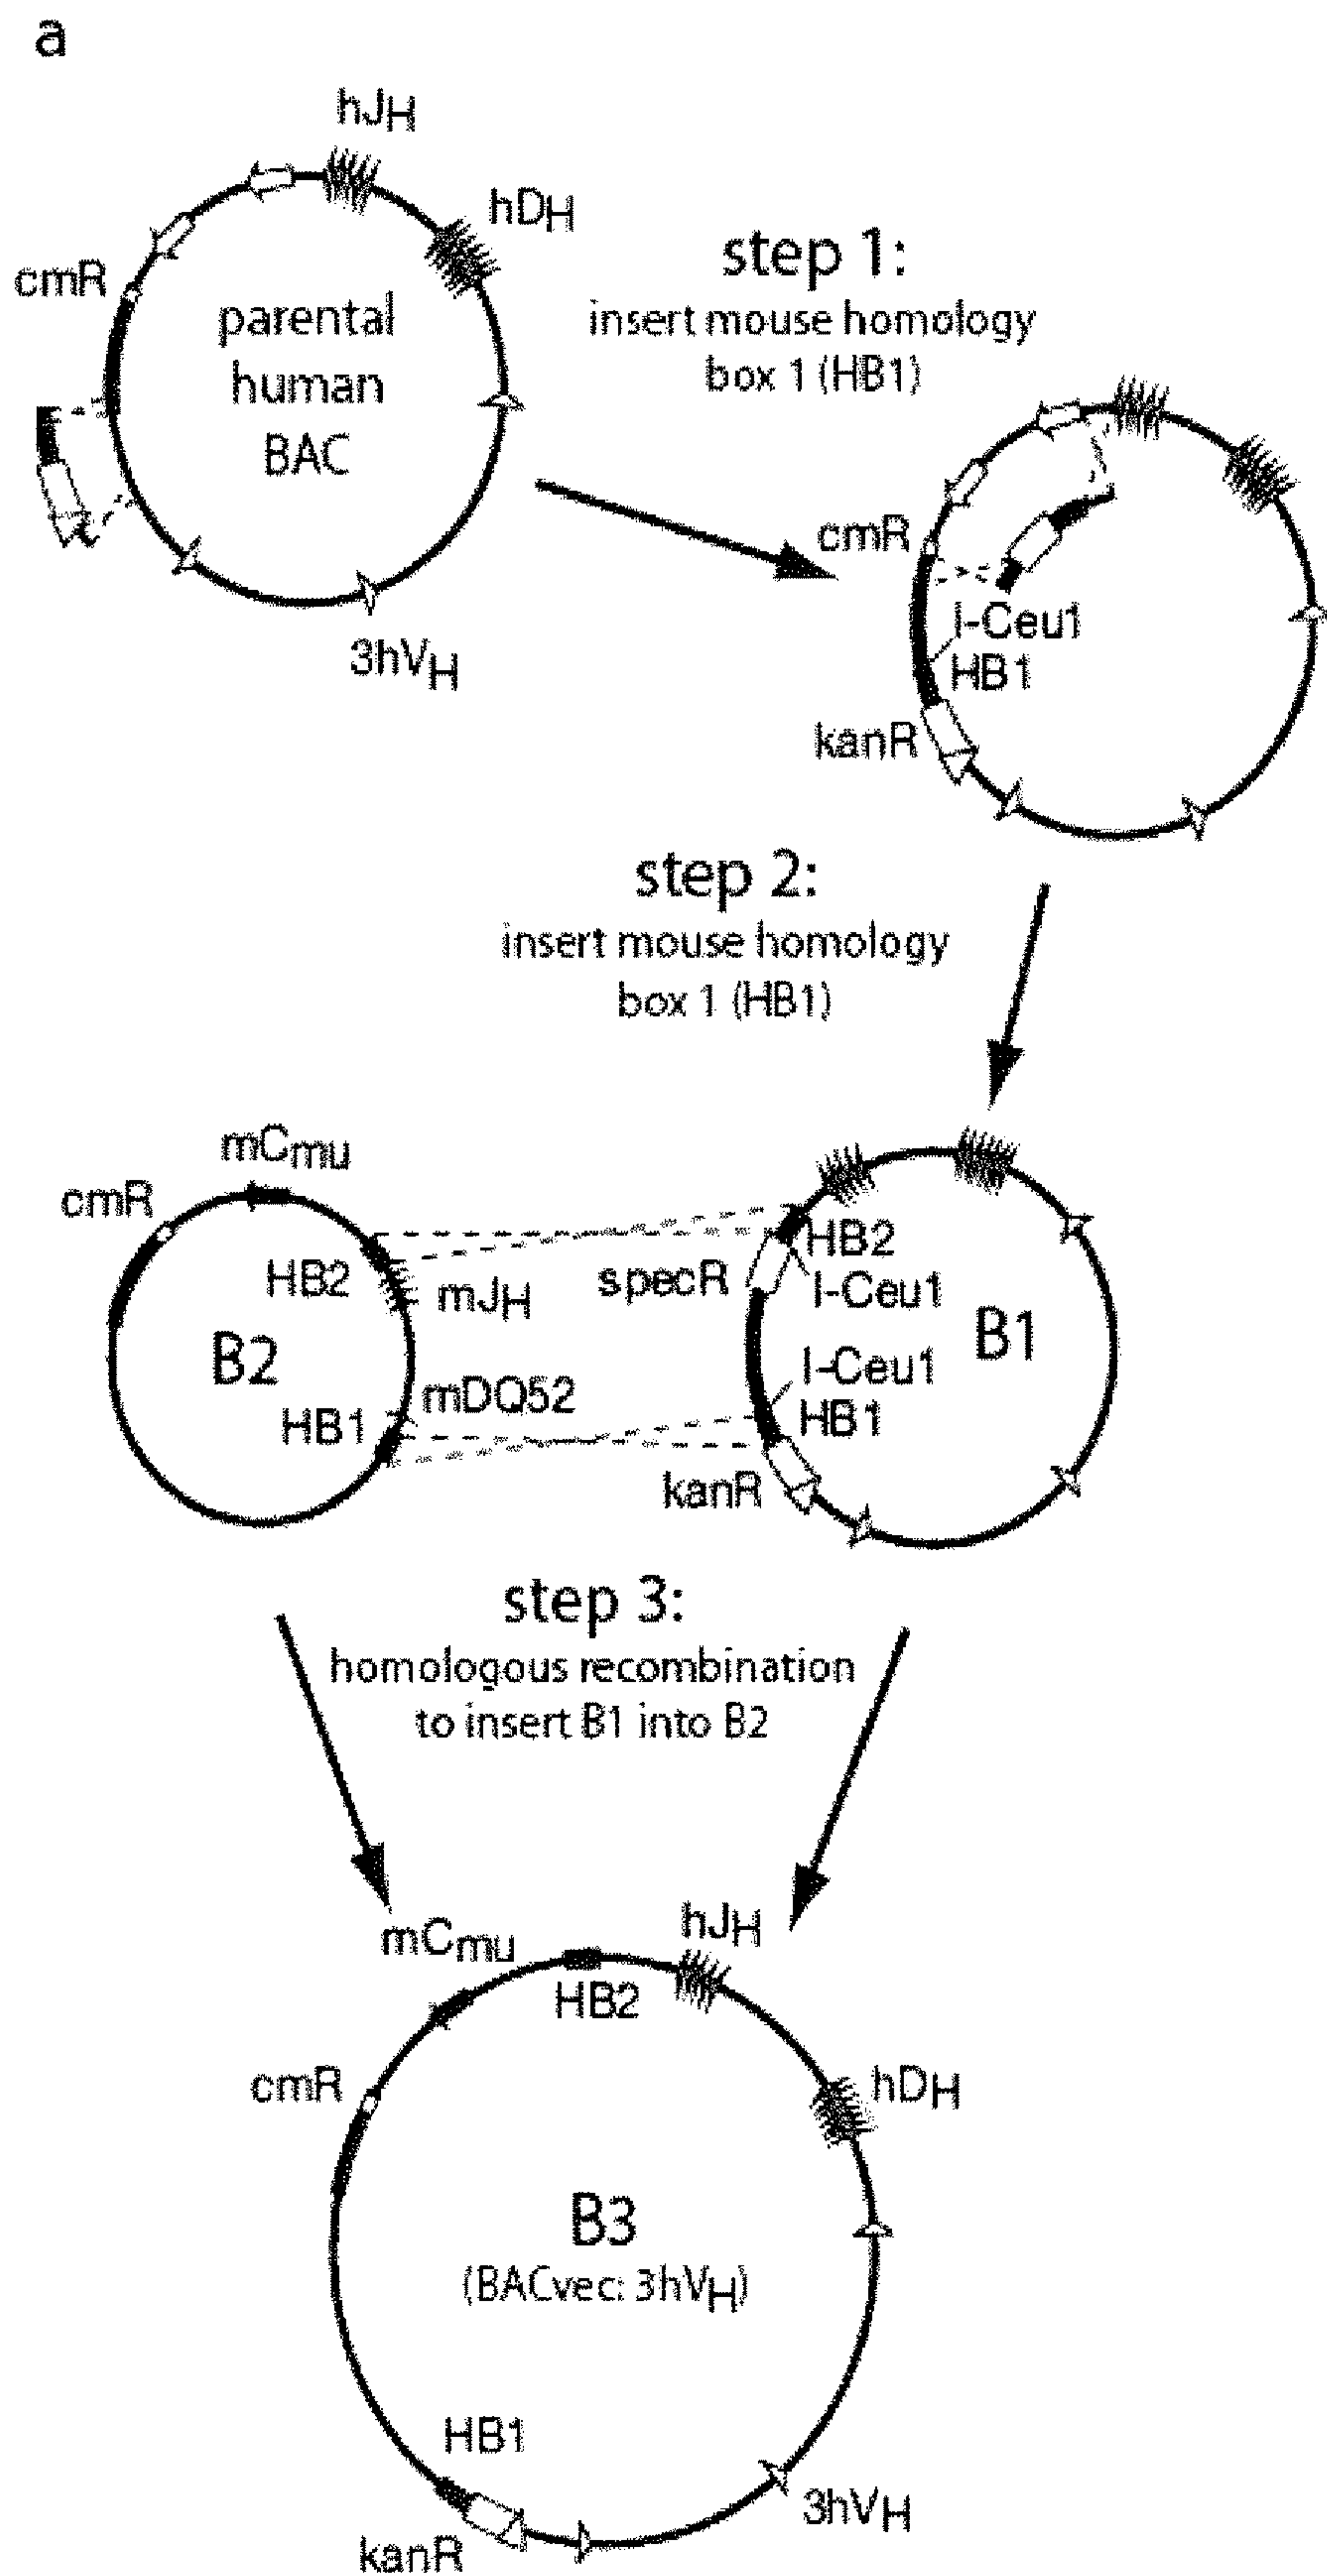 a
hJH
hDH
cmR
parental
human
BAC
3hVH
step 1:
insert mouse homology
box 1 (HB1)
cmR
I-Ceu1
HB1
kanR
step 2:
insert mouse homology
box 1 (HB1)
mCmu
cmR
HB2
mJH
B2
mDQ52
HB1
specR
HB2
I-Ceu1
B1
I-Ceu1
HB1
kanR
step 3:
homologous recombination
to insert B1 into B2
mCmu
HB2
hJH
cmR
hDH
B3
(BACvec: 3hVH)
HB1
kanR
3hVH